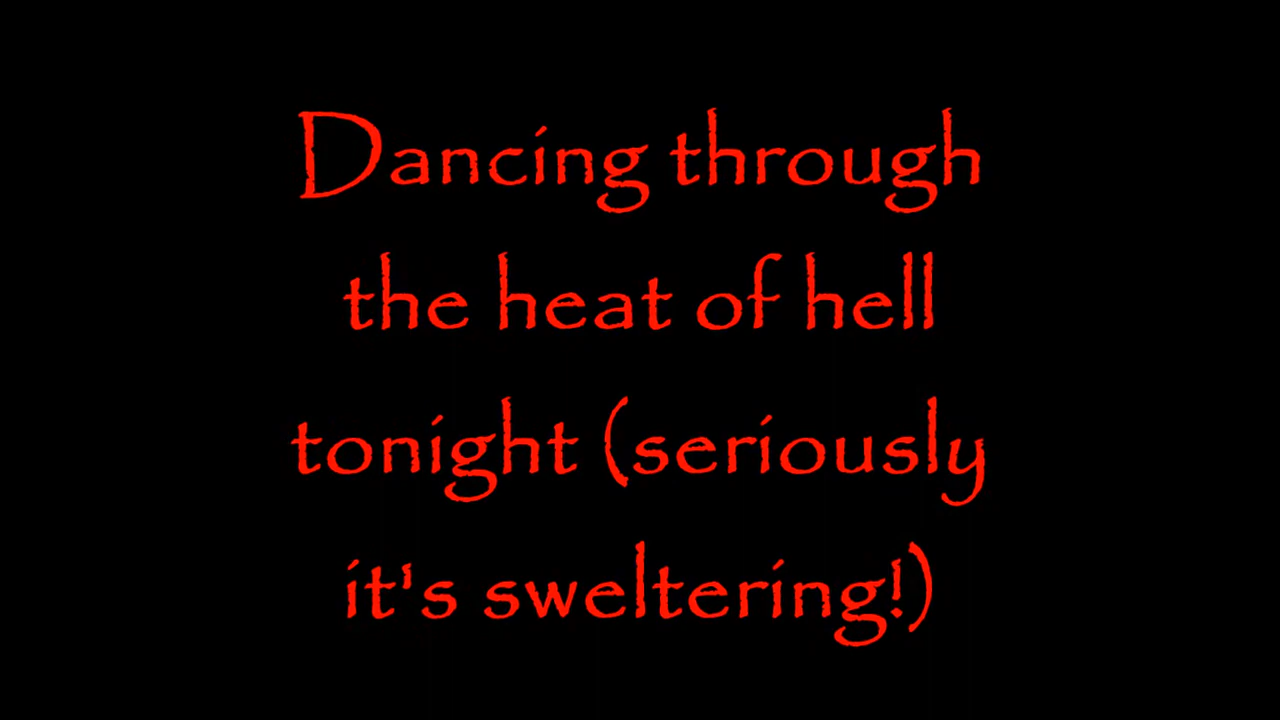 Dancing through
the heat of hell
tonight (seriously
it's sweltering!)